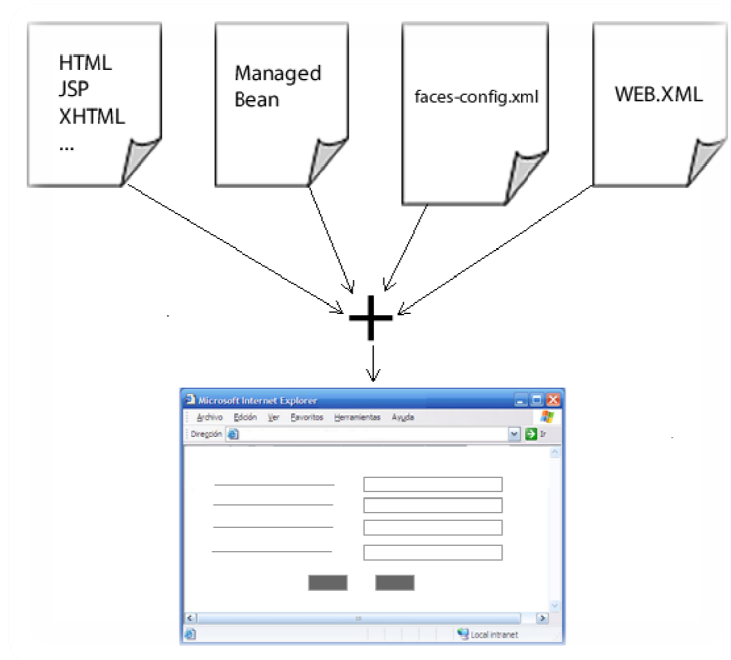 HTML
JSP
XHTML
...
Managed
Bean
faces-config.xml
WEB.XML
Microsoft Internet Explorer
Archivo Edición Ver Favoritos Herramientas Ayuda
Dirección Ir
Local intranet